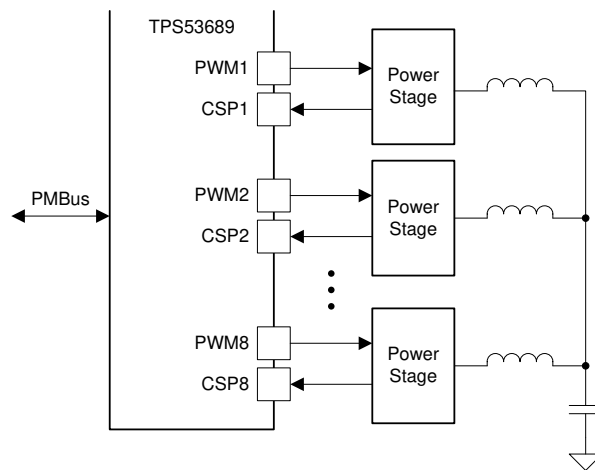 TPS53689
PWM1
CSP1
Power
Stage
PMBus
PWM2
CSP2
Power
Stage
PWM8
CSP8
Power
Stage